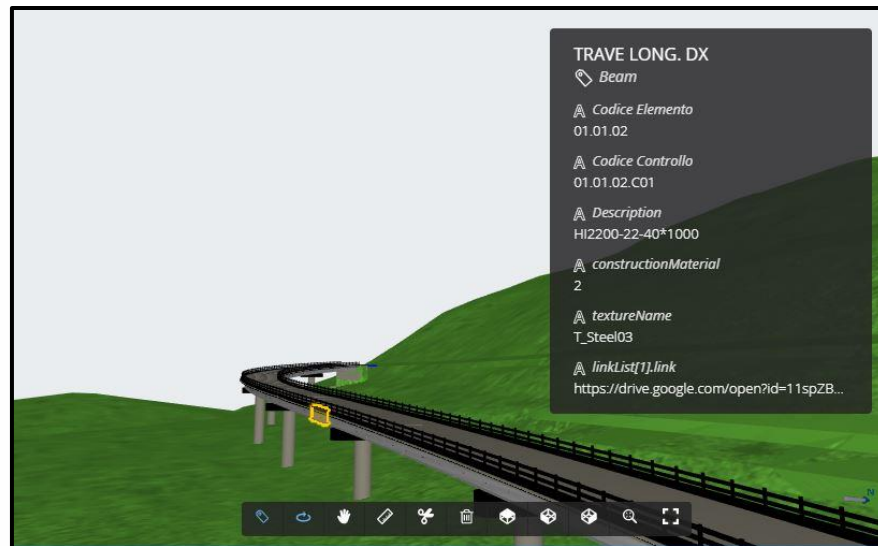 TRAVE LONG. DX
Beam
A Codice Elemento
01.01.02
A Codice Controllo
01.01.02.C01
A Description
HI2200-22-40*1000
A constructionMaterial
2
A textureName
T_Steel03
A linkList[1].link
https://drive.google.com/open?id=11spZB...
N